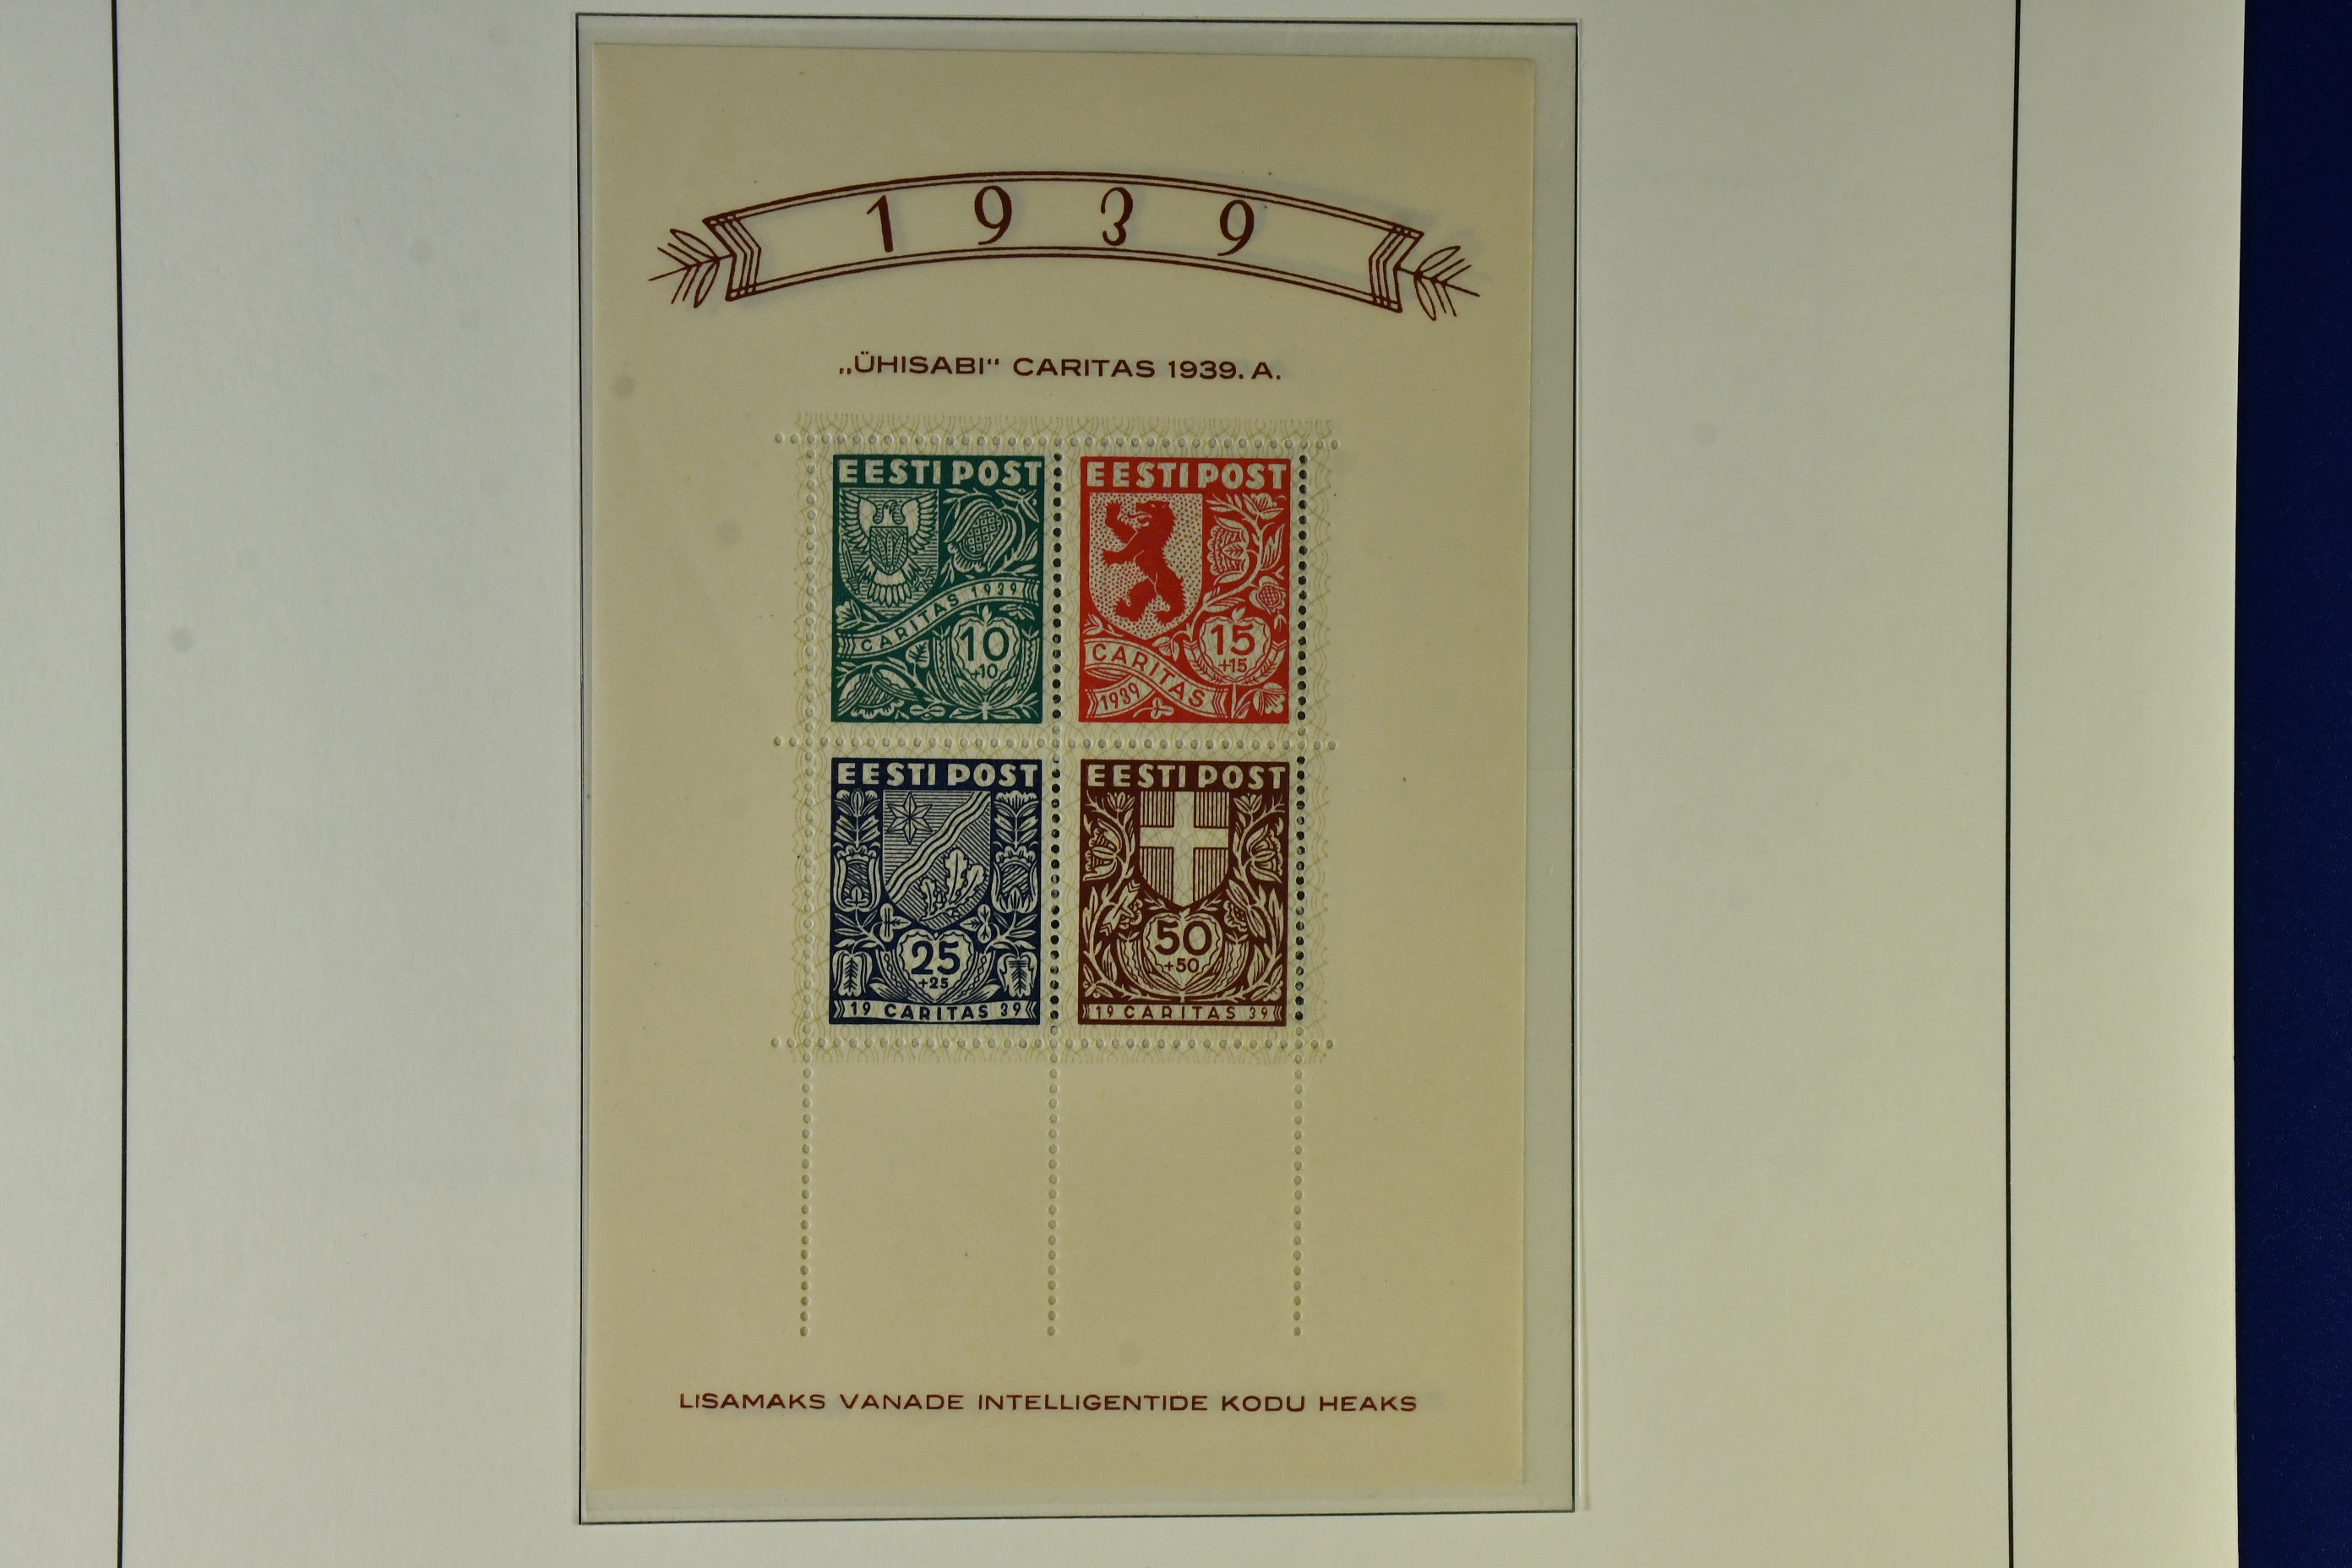 1939
„ÜHISABI“ CARITAS 1939. A.
EESTI POST
CARITAS 1939
10
+10
EESTI POST
15
+15
CARITAS
1939
EESTI POST
25
+25
19 CARITAS 39
EESTI POST
50
+50
19 CARITAS 39
LISAMAKS VANADE INTELLIGENTIDE KODU HEAKS